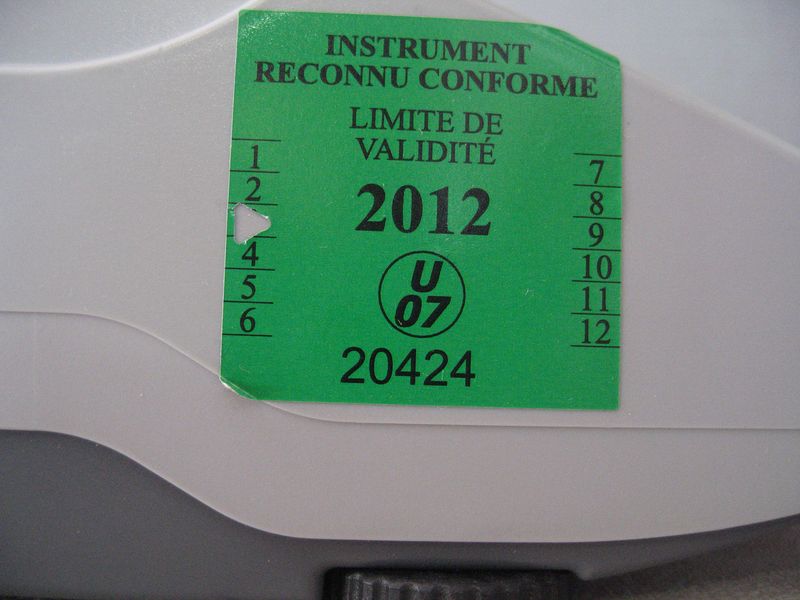 INSTRUMENT
RECONNU CONFORME
LIMITE DE
VALIDITÉ
2012
1
2
4
5
6
7
8
9
10
11
12
U
07
20424